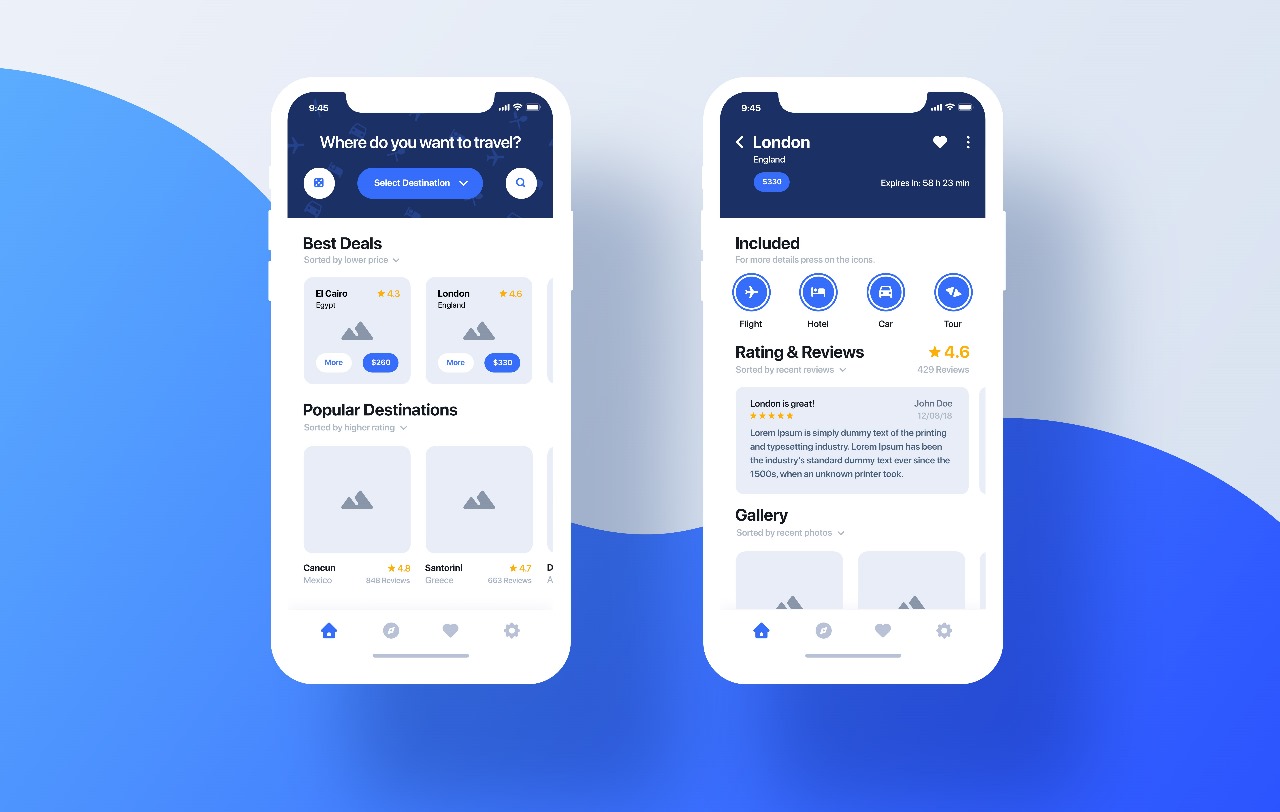 9:45
Where do you want to travel?
Select Destination
Best Deals
Sorted by lower price
El Cairo 4.3
Egypt
More $260
London 4.6
England
More $330
Popular Destinations
Sorted by higher rating
Cancun 4.8
Mexico 848 Reviews
Santorini 4.7
Greece 663 Reviews
D
A
9:45
London
England
$330 Expires in: 58 h 23 min
Included
For more details press on the icons.
Flight Hotel Car Tour
Rating & Reviews 4.6
Sorted by recent reviews 429 Reviews
London is great! John Doe
12/08/18
Lorem Ipsum is simply dummy text of the printing
and typesetting industry. Lorem Ipsum has been
the industry's standard dummy text ever since the
1500s, when an unknown printer took.
Gallery
Sorted by recent photos